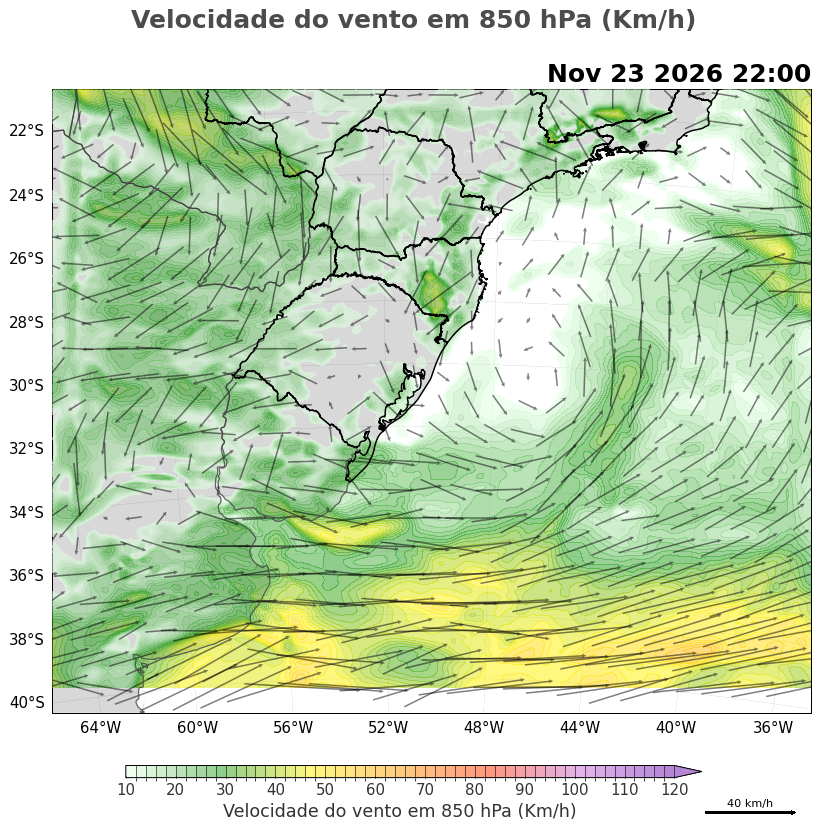 Velocidade do vento em 850 hPa (Km/h)
Nov 23 2026 22:00
22°S
24°S
26°S
28°S
30°S
32°S
34°S
36°S
38°S
40°S
64°W 60°W 56°W 52°W 48°W 44°W 40°W 36°W
10 20 30 40 50 60 70 80 90 100 110 120
Velocidade do vento em 850 hPa (Km/h)
40 km/h